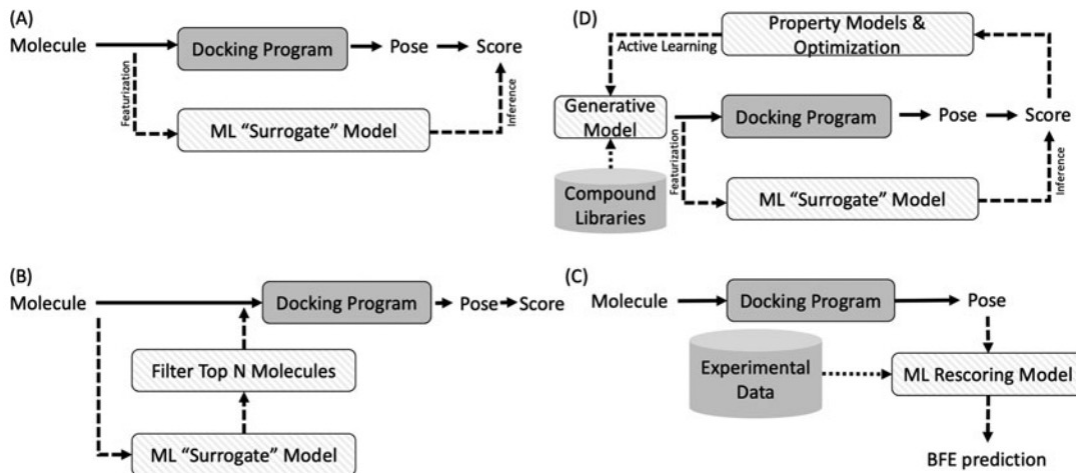 (A)
Molecule
Docking Program
Pose
Score
Featurization
Inference
ML “Surrogate” Model
(D)
Property Models &
Optimization
Active Learning
Generative
Model
Docking Program
Pose
Score
Featurization
Inference
Compound
Libraries
ML “Surrogate” Model
(B)
Molecule
Docking Program
Pose
Score
Filter Top N Molecules
ML “Surrogate” Model
(C)
Molecule
Docking Program
Pose
Experimental
Data
ML Rescoring Model
BFE prediction